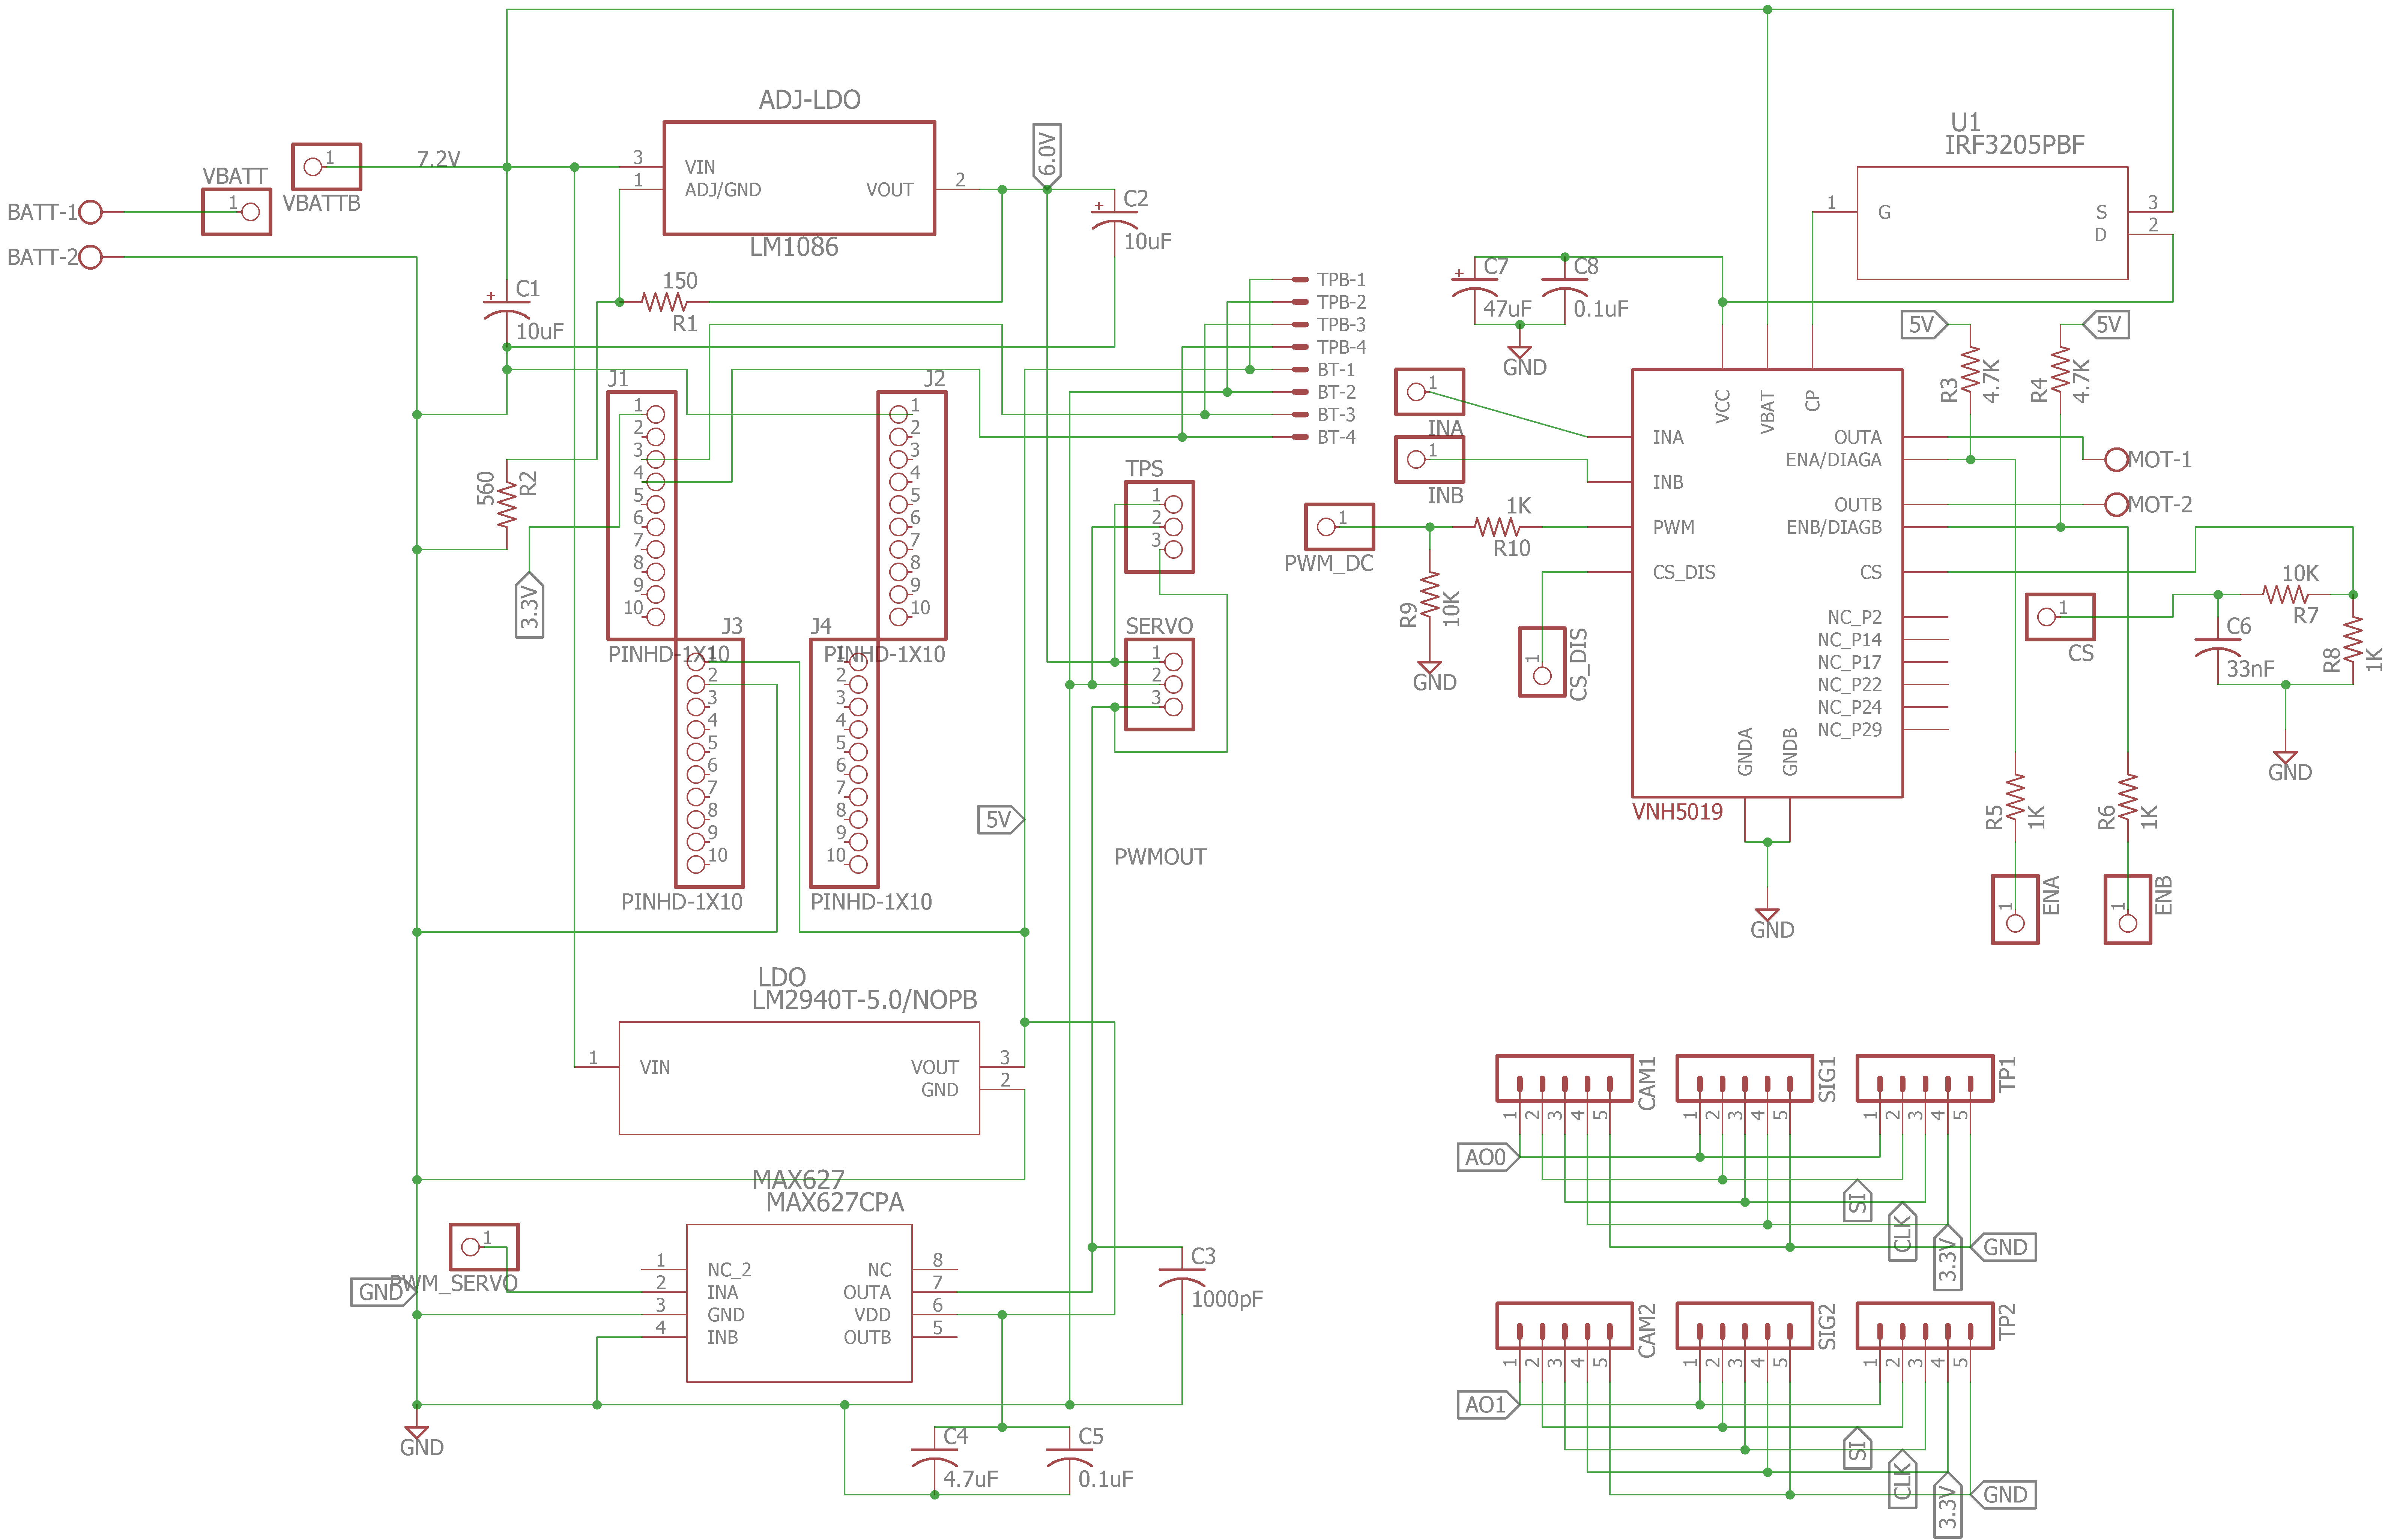 ADJ-LDO
VIN
ADJ/GND
VOUT
3
1
2
LM1086
6.0V
C2
10uF
7.2V
1
VBATTB
VBATT
1
BATT-1
BATT-2
C1
10uF
150
R1
560
R2
3.3V
J1
1
2
3
4
5
6
7
8
9
10
PINHD-1X10
J2
1
2
3
4
5
6
7
8
9
10
PINHD-1X10
J3
1
2
3
4
5
6
7
8
9
10
PINHD-1X10
J4
1
2
3
4
5
6
7
8
9
10
PINHD-1X10
TPB-1
TPB-2
TPB-3
TPB-4
BT-1
BT-2
BT-3
BT-4
TPS
1
2
3
SERVO
1
2
3
5V
PWMOUT
LDO
LM2940T-5.0/NOPB
1
VIN
VOUT
GND
3
2
MAX627
MAX627CPA
1
2
3
4
NC_2
INA
GND
INB
NC
OUTA
VDD
OUTB
8
7
6
5
1
PWM_SERVO
GND
GND
C3
1000pF
C4
4.7uF
C5
0.1uF
U1
IRF3205PBF
1
G
S
D
3
2
C7
47uF
C8
0.1uF
GND
5V
5V
R3
4.7K
R4
4.7K
1
INA
1
INB
1
PWM_DC
1K
R10
R9
10K
GND
1
CS_DIS
VCC
VBAT
CP
INA
INB
PWM
CS_DIS
OUTA
ENA/DIAGA
OUTB
ENB/DIAGB
CS
NC_P2
NC_P14
NC_P17
NC_P22
NC_P24
NC_P29
GNDA
GNDB
VNH5019
GND
MOT-1
MOT-2
10K
R7
1
CS
C6
33nF
R8
1K
GND
R5
1K
R6
1K
1
ENA
1
ENB
CAM1
1
2
3
4
5
SIG1
1
2
3
4
5
TP1
1
2
3
4
5
AO0
SI
CLK
3.3V
GND
CAM2
1
2
3
4
5
SIG2
1
2
3
4
5
TP2
1
2
3
4
5
AO1
SI
CLK
3.3V
GND